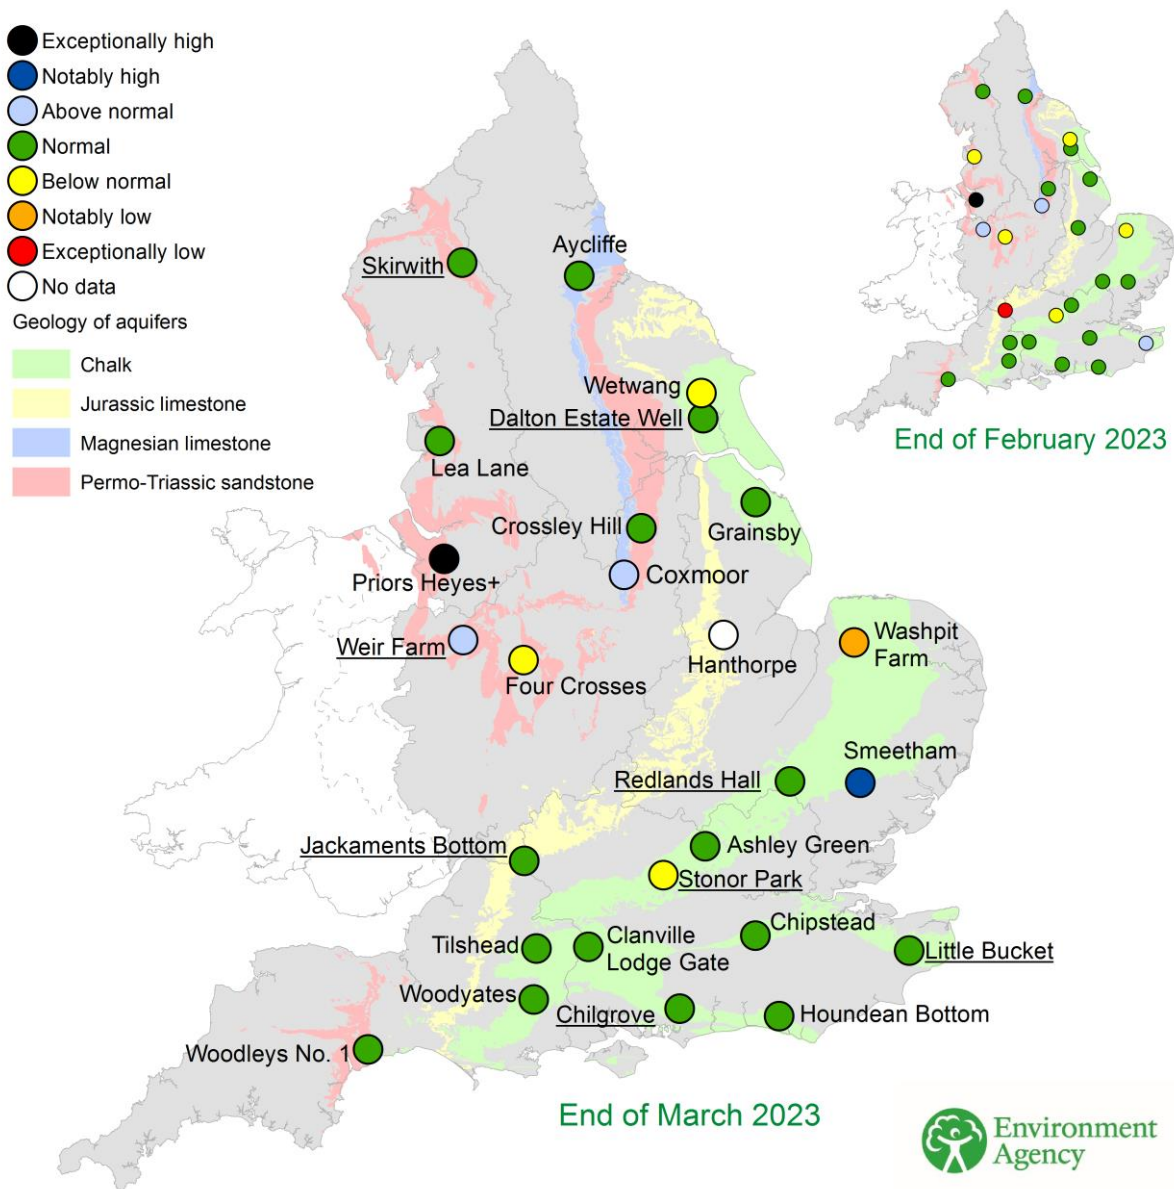 Exceptionally high
Notably high
Above normal
Normal
Below normal
Notably low
Exceptionally low
No data
Geology of aquifers
Chalk
Jurassic limestone
Magnesian limestone
Permo-Triassic sandstone
End of February 2023
Skirwith
Aycliffe
Wetwang
Dalton Estate Well
Lea Lane
Crossley Hill
Grainsby
Priors Heyes+
Coxmoor
Weir Farm
Four Crosses
Hanthorpe
Washpit
Farm
Smeetham
Redlands Hall
Jackaments Bottom
Ashley Green
Stonor Park
Tilshead
Clanville
Lodge Gate
Chipstead
Little Bucket
Woodyates
Chilgrove
Houndean Bottom
Woodleys No. 1
End of March 2023
Environment
Agency